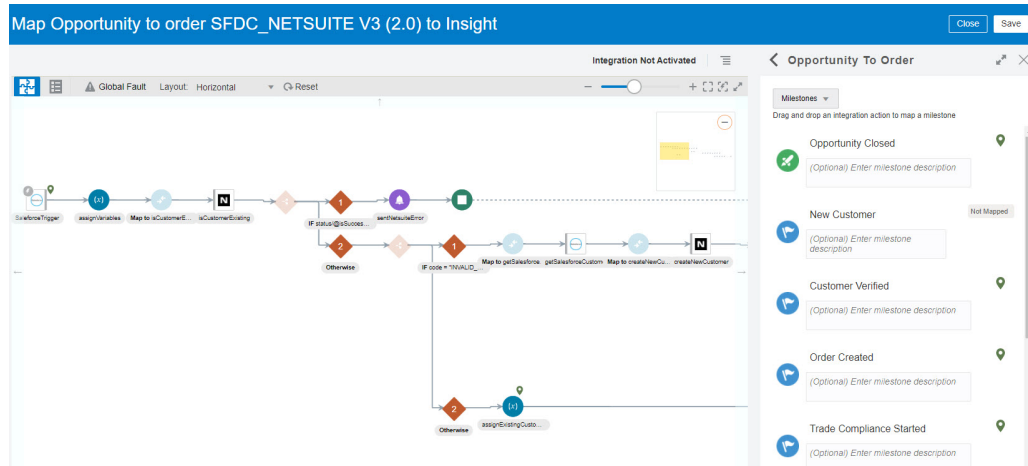 Map Opportunity to order SFDC_NETSUITE V3 (2.0) to Insight
Close
Save
Integration Not Activated
Opportunity To Order
Global Fault
Layout:
Horizontal
Reset
Milestones
Drag and drop an integration action to map a milestone
Opportunity Closed
(Optional) Enter milestone description
New Customer
Not Mapped
(Optional) Enter milestone
description
Customer Verified
(Optional) Enter milestone description
Order Created
(Optional) Enter milestone description
Trade Compliance Started
(Optional) Enter milestone description
assignVariables
Map to isCustomerE...
N
isCustomerExisting
1
IF status/@isSucces...
sentNetsuiteError
2
Otherwise
1
IF code = "INVALID_...
Map to getSalesforce.
getSalesforceCustom
Map to createNewCu...
N
createNewCustomer
2
Otherwise
(x)
assignExistingCusto...